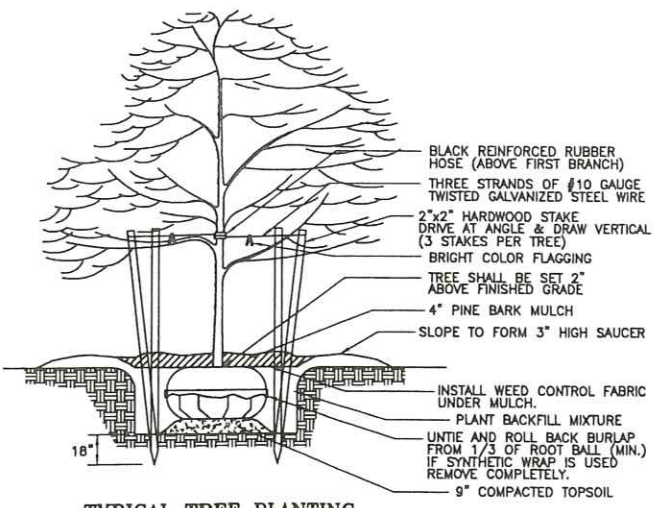 BLACK REINFORCED RUBBER
HOSE (ABOVE FIRST BRANCH)
THREE STRANDS OF #10 GAUGE
TWISTED GALVANIZED STEEL WIRE
2"x2" HARDWOOD STAKE
DRIVE AT ANGLE & DRAW VERTICAL
(3 STAKES PER TREE)
BRIGHT COLOR FLAGGING
TREE SHALL BE SET 2"
ABOVE FINISHED GRADE
4" PINE BARK MULCH
SLOPE TO FORM 3" HIGH SAUCER
INSTALL WEED CONTROL FABRIC
UNDER MULCH.
PLANT BACKFILL MIXTURE
UNTIE AND ROLL BACK BURLAP
FROM 1/3 OF ROOT BALL (MIN.)
IF SYNTHETIC WRAP IS USED
REMOVE COMPLETELY.
9" COMPACTED TOPSOIL
18"
TYPICAL TREE PLANTING